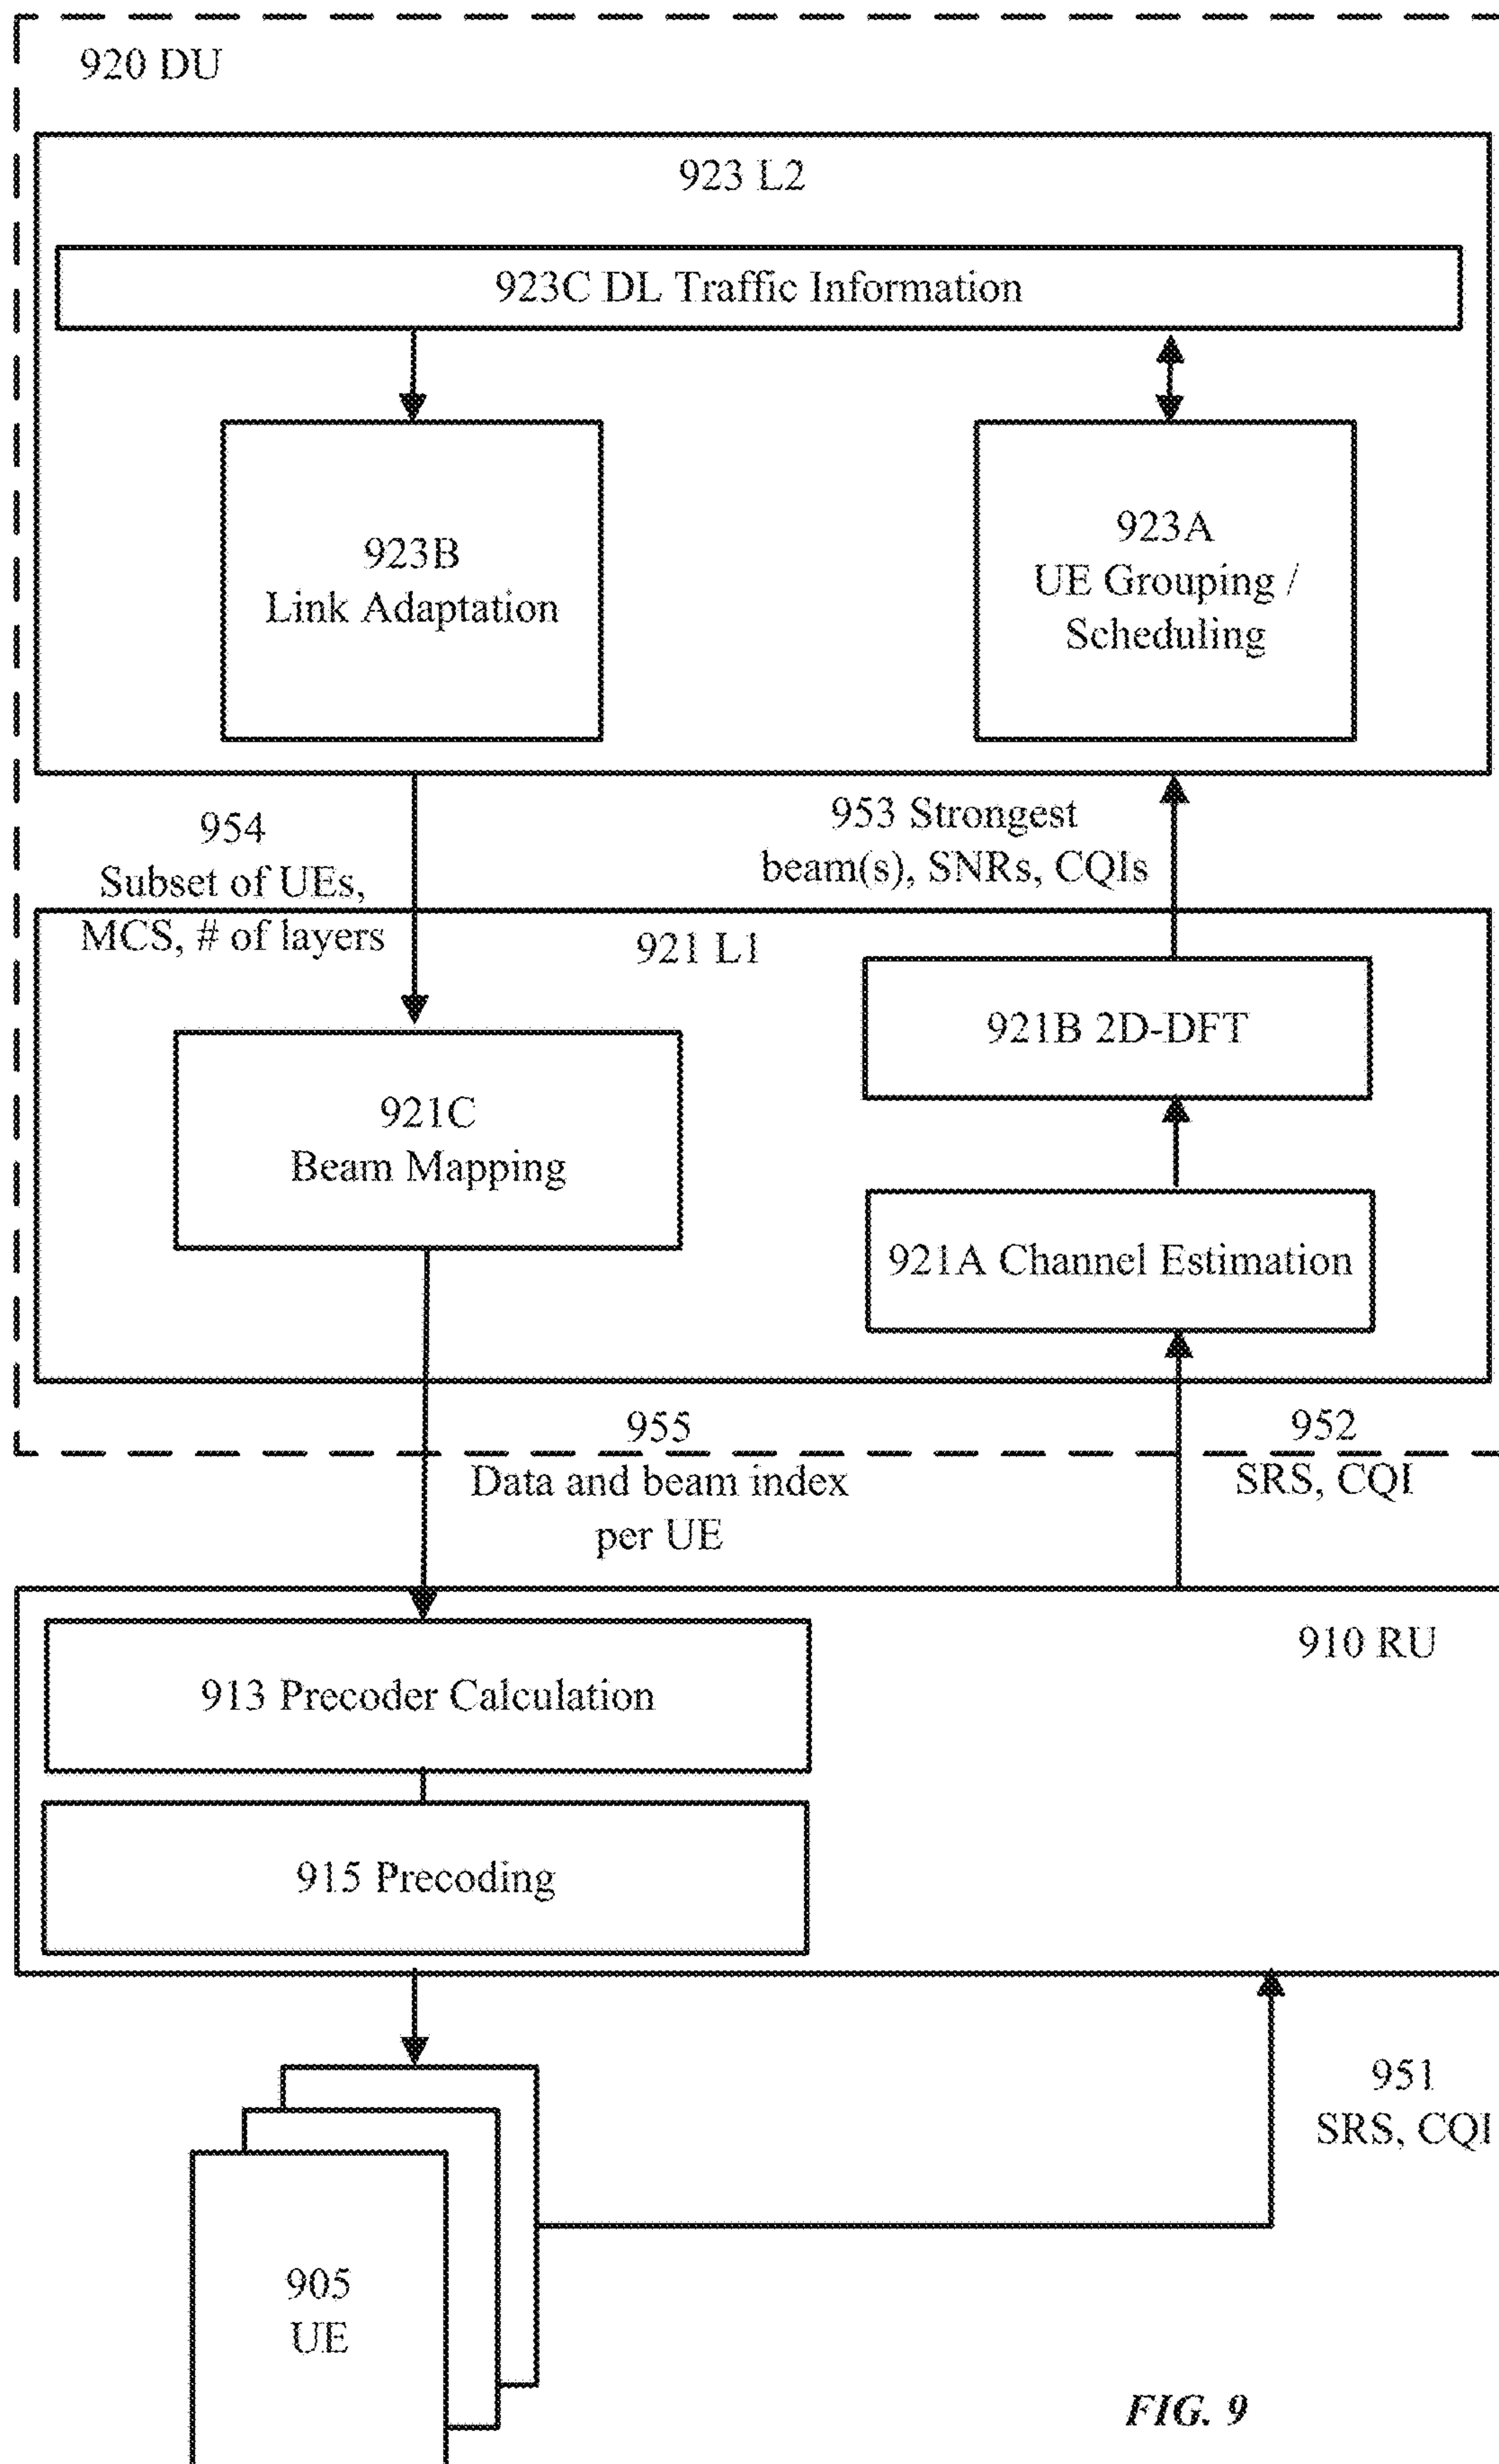 920 DU
923 L2
923C DL Traffic Information
923B
Link Adaptation
923A
UE Grouping /
Scheduling
954
Subset of UEs,
MCS, # of layers
953 Strongest
beam(s), SNRs, CQIs
921 L1
921B 2D-DFT
921C
Beam Mapping
921A Channel Estimation
955
Data and beam index
per UE
952
SRS, CQI
910 RU
913 Precoder Calculation
915 Precoding
951
SRS, CQI
905
UE
FIG. 9